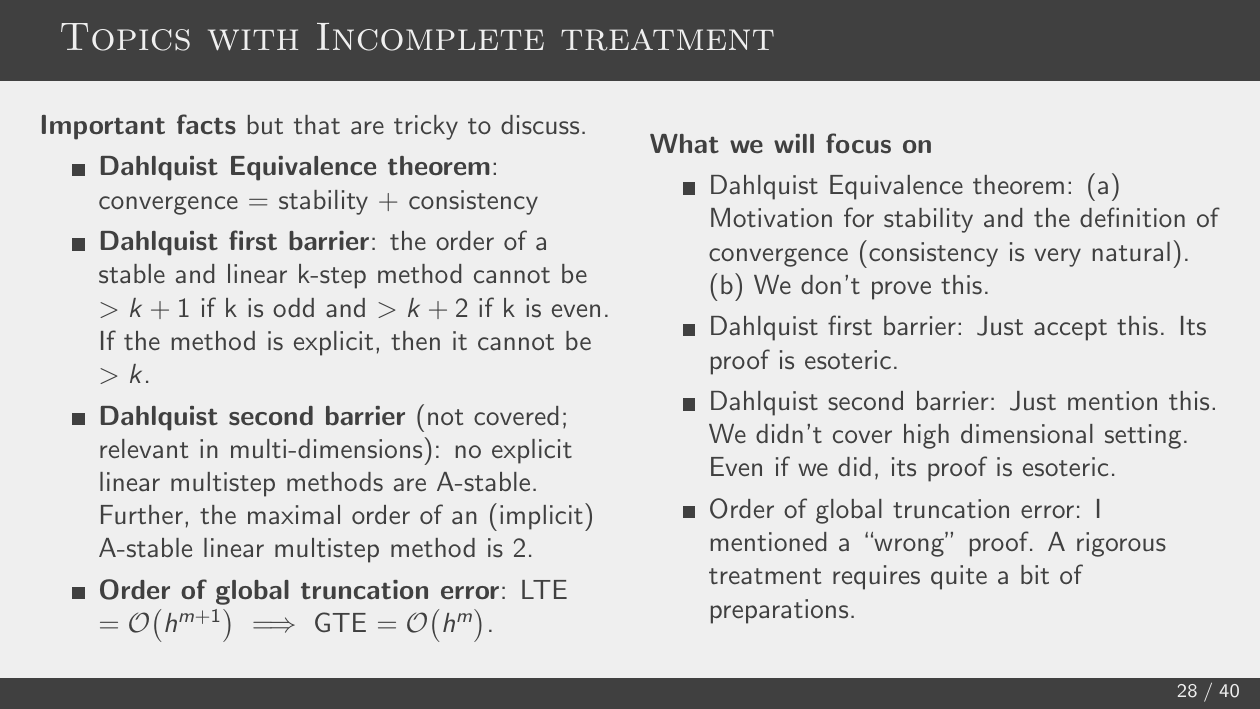 Topics with Incomplete treatment
Important facts but that are tricky to discuss.
■ Dahlquist Equivalence theorem:
convergence = stability + consistency
■ Dahlquist first barrier: the order of a
stable and linear k-step method cannot be
> k + 1 if k is odd and > k + 2 if k is even.
If the method is explicit, then it cannot be
> k.
■ Dahlquist second barrier (not covered;
relevant in multi-dimensions): no explicit
linear multistep methods are A-stable.
Further, the maximal order of an (implicit)
A-stable linear multistep method is 2.
■ Order of global truncation error: LTE
= 𝒪(h^{m+1}) ⟹ GTE = 𝒪(h^m).
What we will focus on
■ Dahlquist Equivalence theorem: (a)
Motivation for stability and the definition of
convergence (consistency is very natural).
(b) We don't prove this.
■ Dahlquist first barrier: Just accept this. Its
proof is esoteric.
■ Dahlquist second barrier: Just mention this.
We didn't cover high dimensional setting.
Even if we did, its proof is esoteric.
■ Order of global truncation error: I
mentioned a “wrong” proof. A rigorous
treatment requires quite a bit of
preparations.
28 / 40